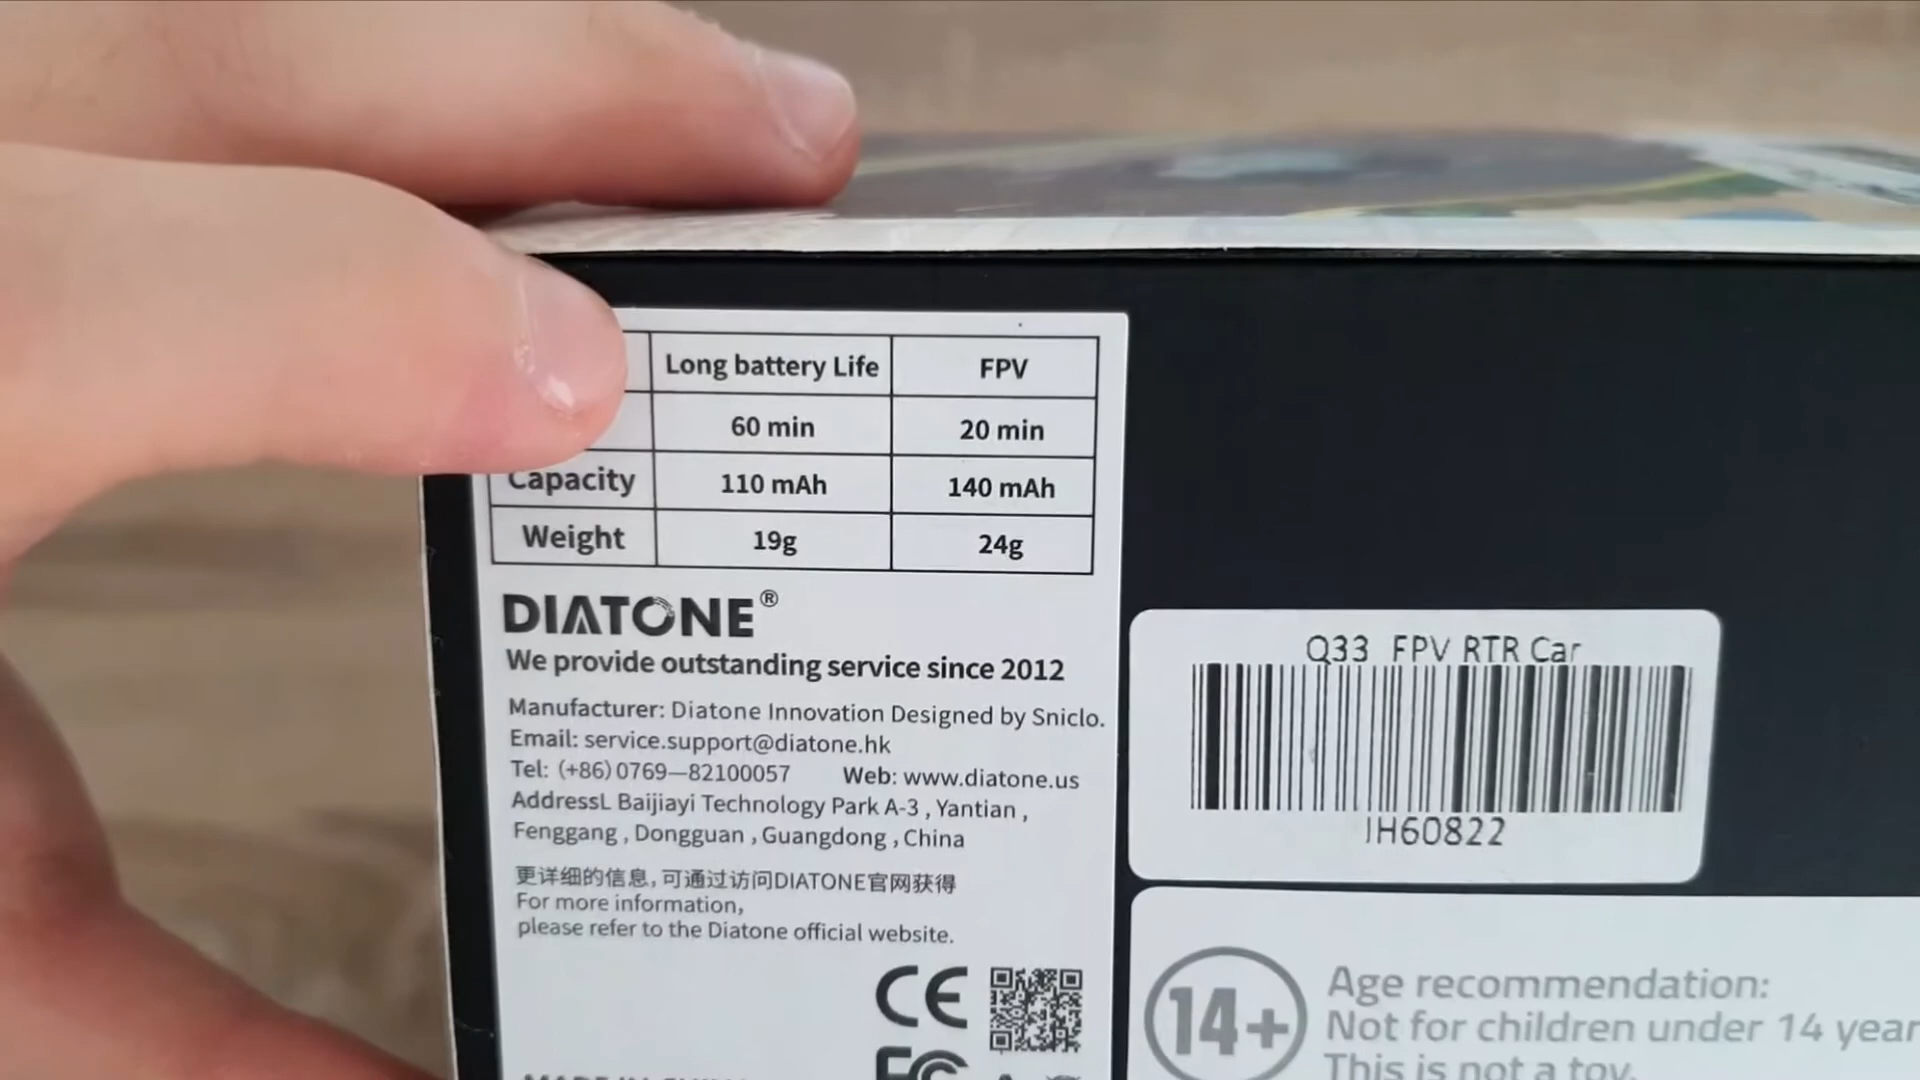 Long battery Life FPV
60 min 20 min
Capacity 110 mAh 140 mAh
Weight 19g 24g
DIATONE®
We provide outstanding service since 2012
Manufacturer: Diatone Innovation Designed by Sniclo.
Email: service.support@diatone.hk
Tel: (+86)0769—82100057 Web: www.diatone.us
AddressL Baijiayi Technology Park A-3 , Yantian ,
Fenggang , Dongguan , Guangdong , China
更详细的信息,可通过访问DIATONE官网获得
For more information,
please refer to the Diatone official website.
CE
FC
Q33 FPV RTR Car
IH60822
14+
Age recommendation:
Not for children under 14 year
This is not a toy.